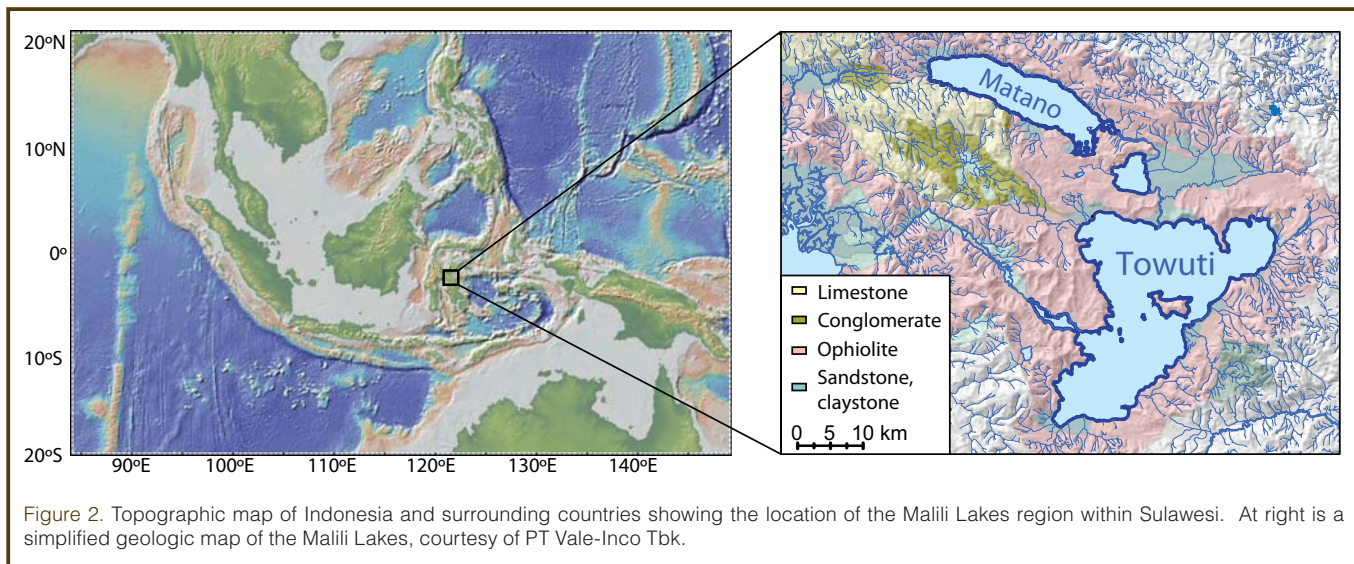 20ºN
10ºN
0º
10ºS
20ºS
90ºE 100ºE 110ºE 120ºE 130ºE 140ºE
Matano
Towuti
Limestone
Conglomerate
Ophiolite
Sandstone,
claystone
0 5 10 km
Figure 2. Topographic map of Indonesia and surrounding countries showing the location of the Malili Lakes region within Sulawesi. At right is a
simplified geologic map of the Malili Lakes, courtesy of PT Vale-Inco Tbk.